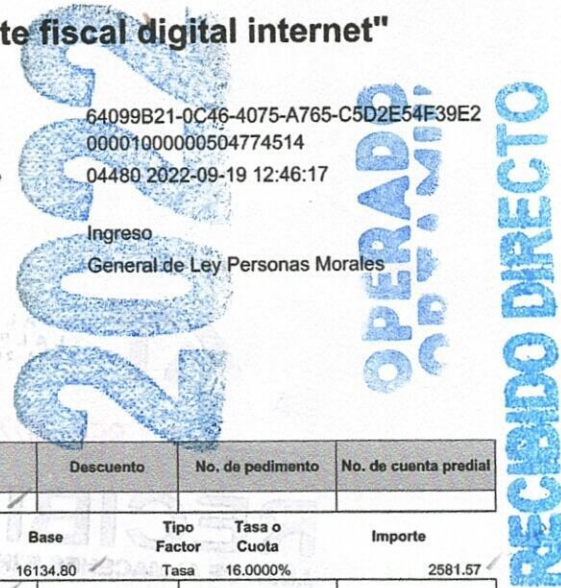 te fiscal digital internet"
64099B21-0C46-4075-A765-C5D2E54F39E2
00001000000504774514
04480 2022-09-19 12:46:17
Ingreso
General de Ley Personas Morales
2022
OPERADO
RECIBIDO DIRECTO
Descuento No. de pedimento No. de cuenta predial
Base Tipo Factor Tasa o Cuota Importe
16134.80 Tasa 16.0000% 2581.57